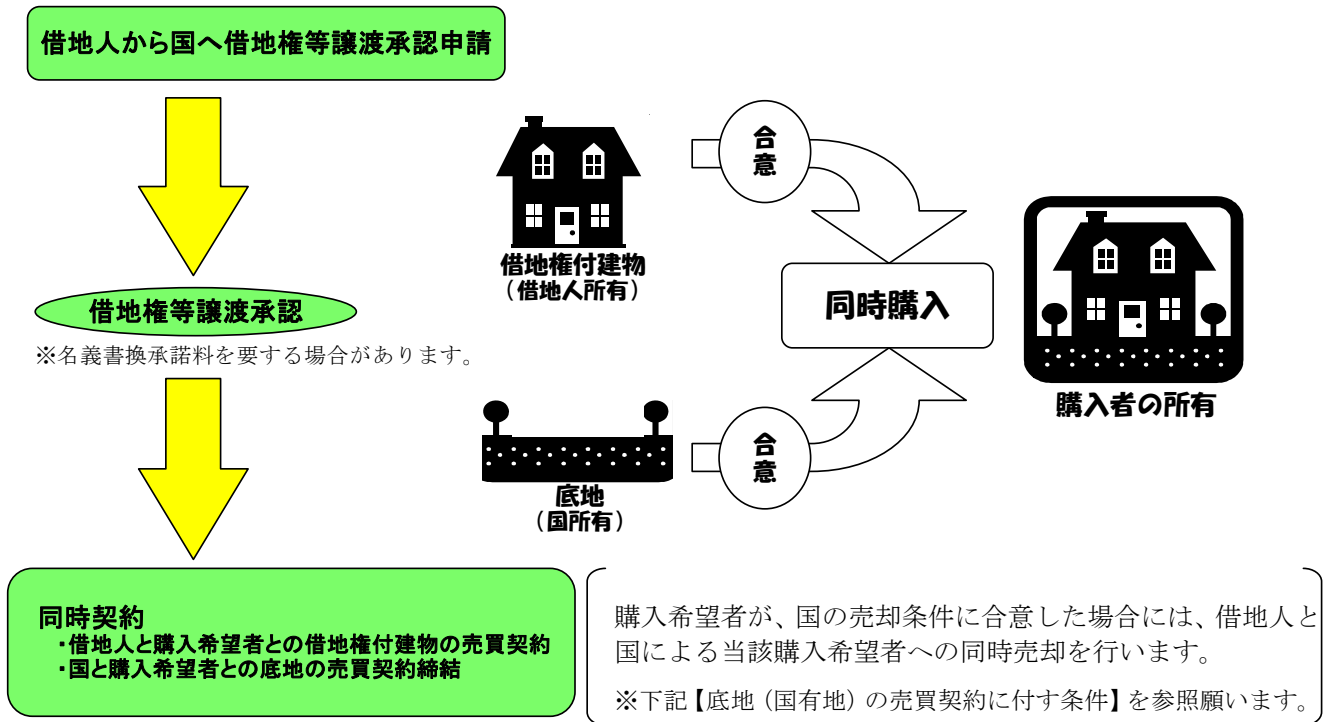 借地人から国へ借地権等譲渡承認申請
借地権等譲渡承認
※名義書換承諾料を要する場合があります。
合意
借地権付建物
（借地人所有）
同時購入
購入者の所有
合意
底地
（国所有）
同時契約
・借地人と購入希望者との借地権付建物の売買契約
・国と購入希望者との底地の売買契約締結
購入希望者が、国の売却条件に合意した場合には、借地人と
国による当該購入希望者への同時売却を行います。
※下記【底地（国有地）の売買契約に付す条件】を参照願います。